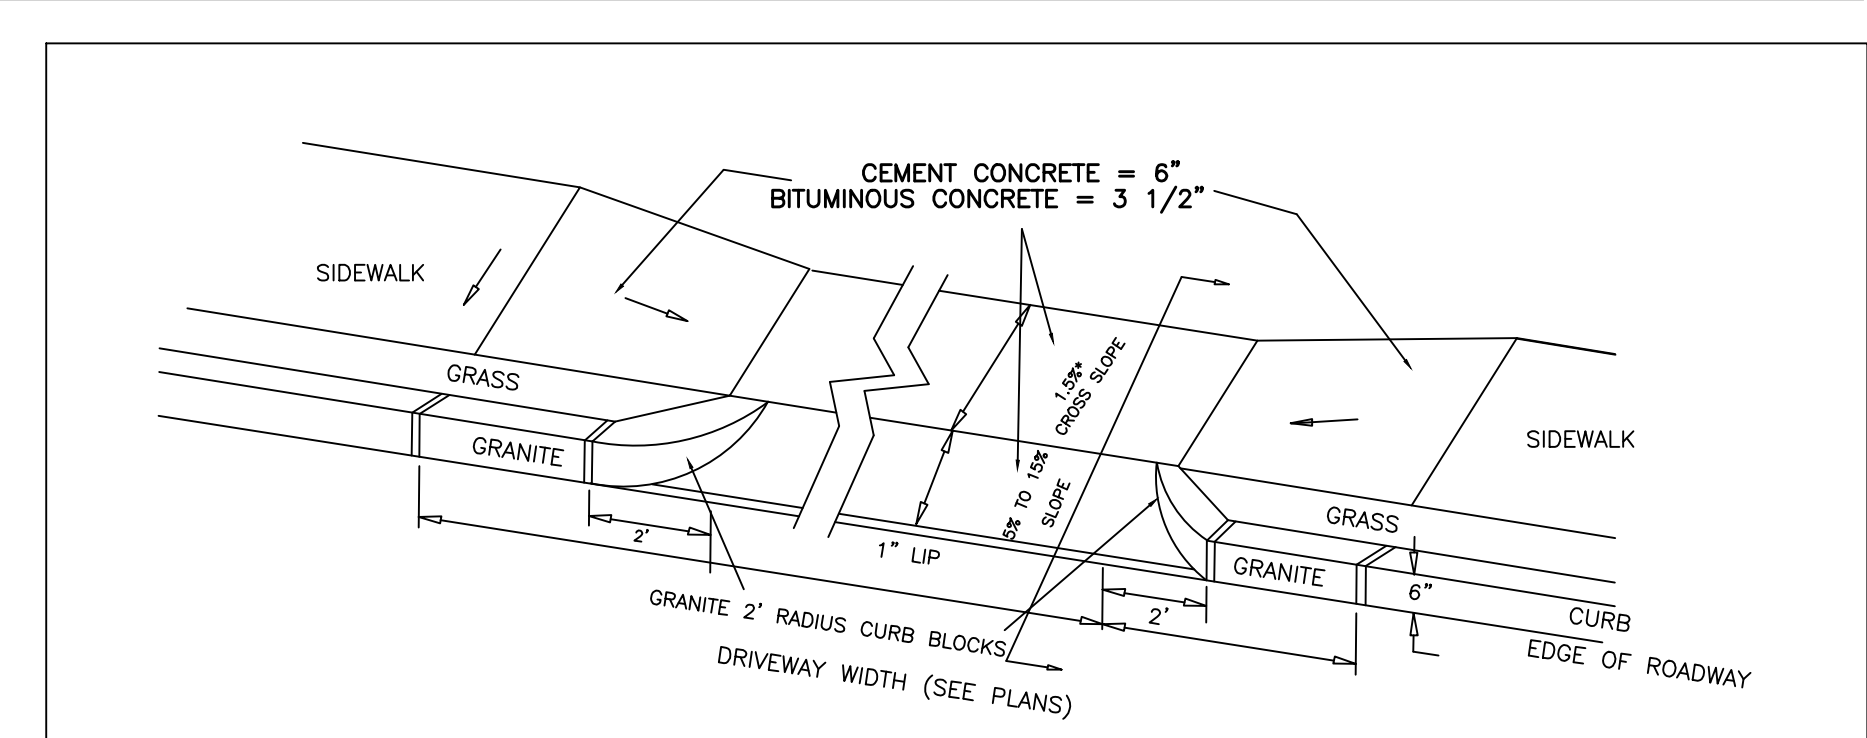 CEMENT CONCRETE = 6"
BITUMINOUS CONCRETE = 3 1/2"
SIDEWALK
GRASS
GRANITE
1.5%*
CROSS SLOPE
5% TO 15%
SLOPE
SIDEWALK
GRASS
GRANITE
6"
CURB
EDGE OF ROADWAY
2'
1" LIP
2'
GRANITE 2' RADIUS CURB BLOCKS
DRIVEWAY WIDTH (SEE PLANS)